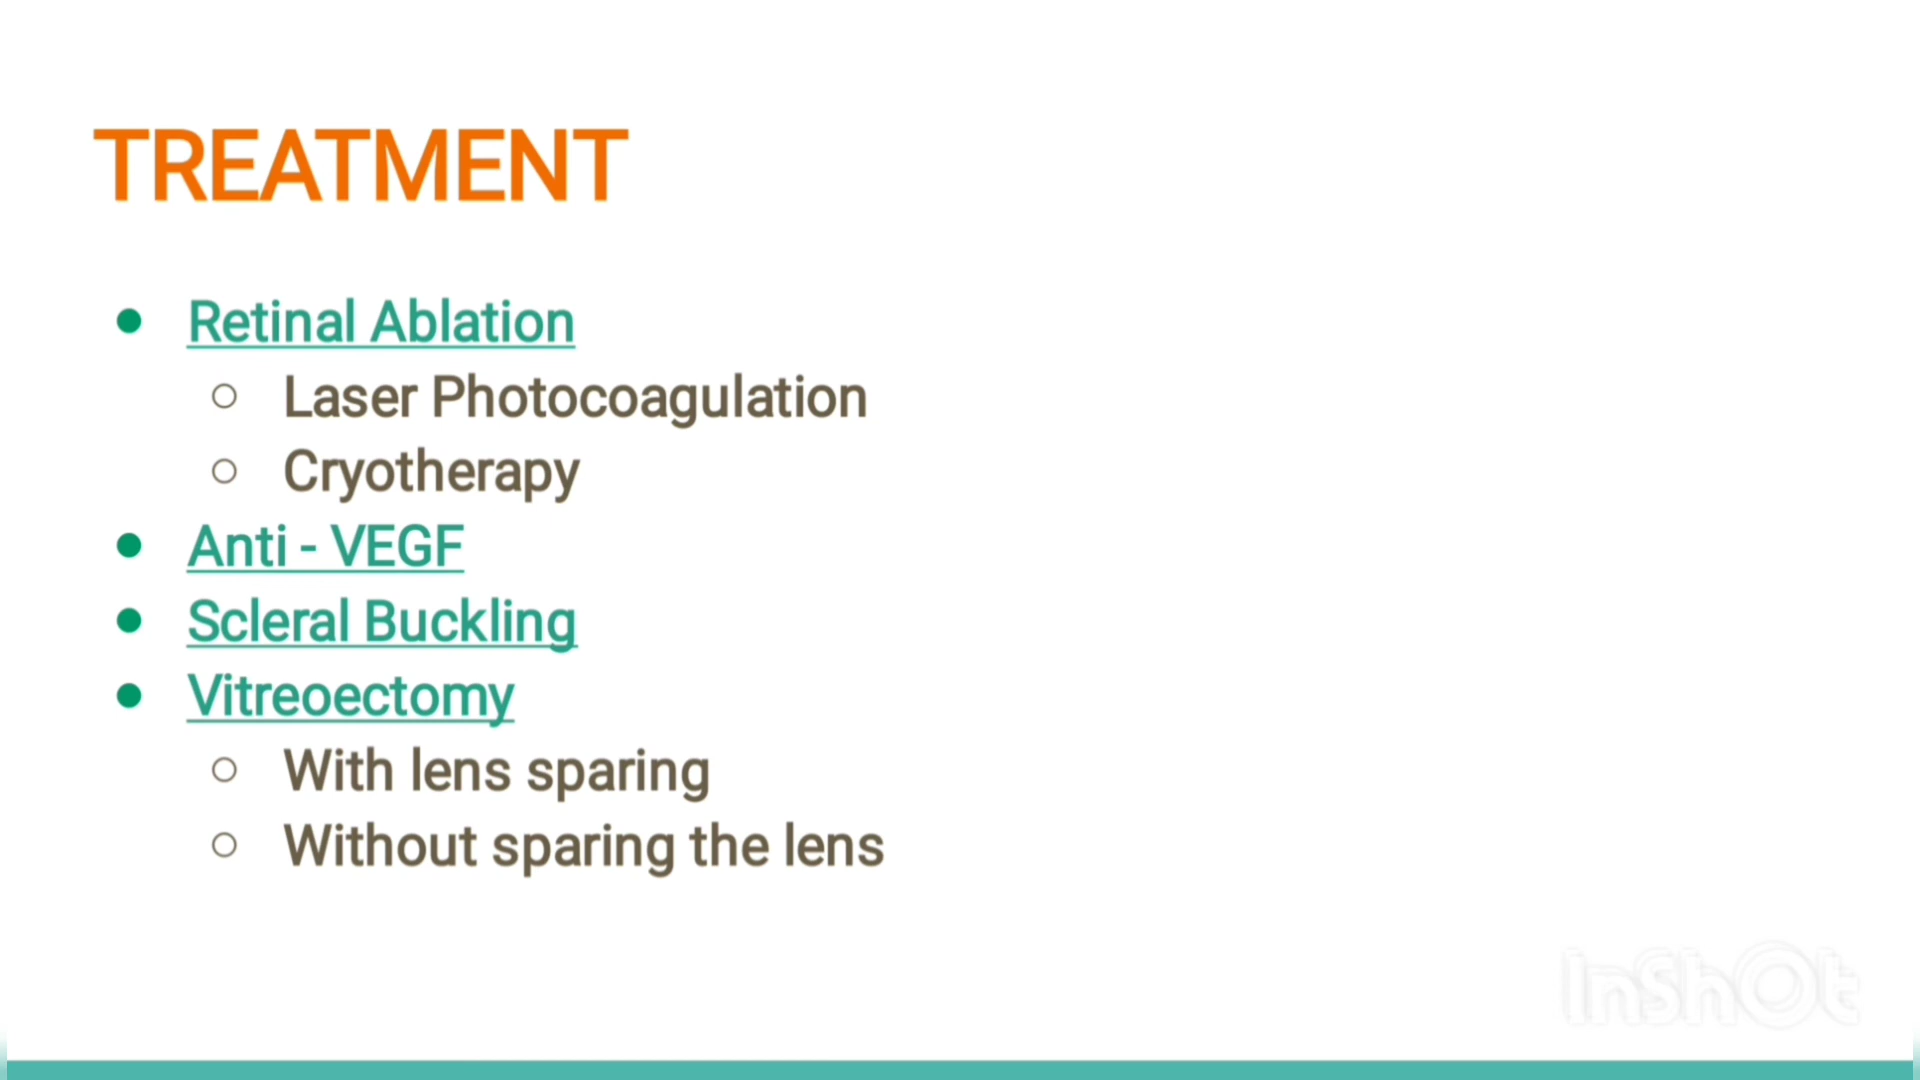 TREATMENT
Retinal Ablation
Laser Photocoagulation
Cryotherapy
Anti - VEGF
Scleral Buckling
Vitreoectomy
With lens sparing
Without sparing the lens
InShOt